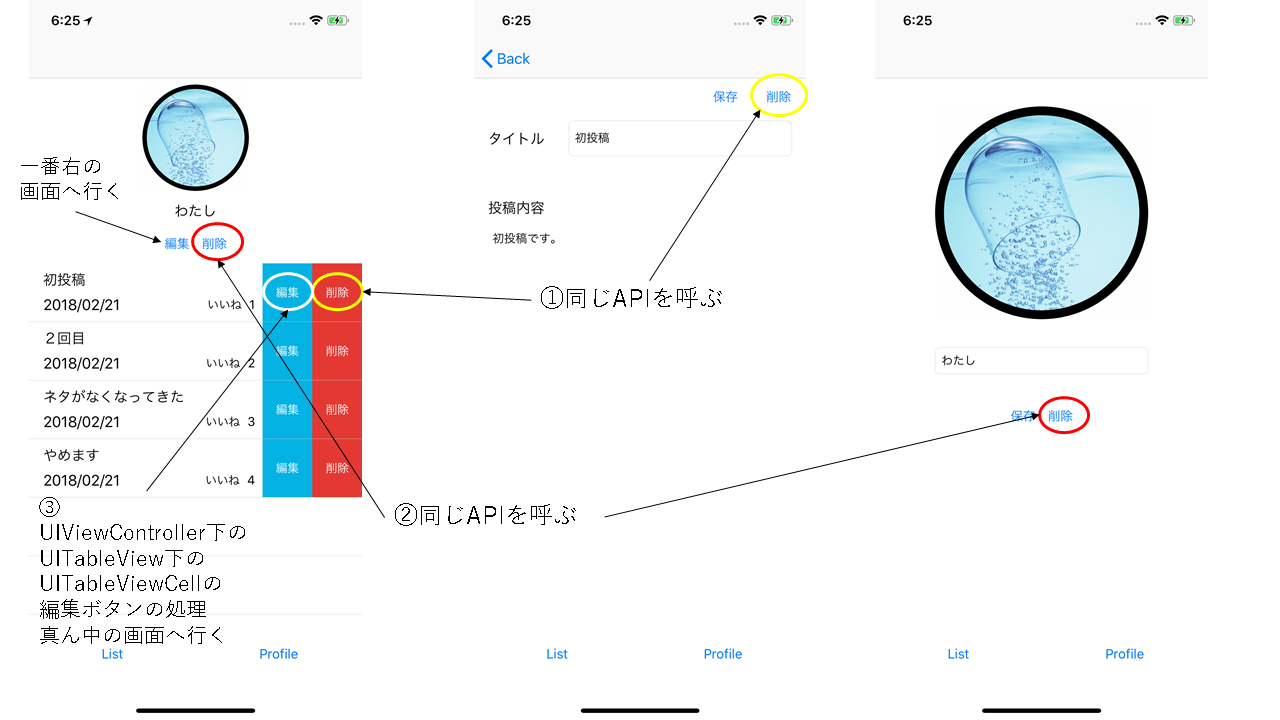 6:25
一番右の
画面へ行く
わたし
編集 削除
初投稿
2018/02/21 いいね 1 編集 削除
２回目
2018/02/21 いいね 2 編集 削除
ネタがなくなってきた
2018/02/21 いいね 3 編集 削除
やめます
2018/02/21 いいね 4 編集 削除
③
UIViewController下の
UITableView下の
UITableViewCellの
編集ボタンの処理
真ん中の画面へ行く
List Profile
6:25
Back
保存 削除
タイトル 初投稿
投稿内容
初投稿です。
①同じAPIを呼ぶ
②同じAPIを呼ぶ
List Profile
6:25
わたし
保存 削除
List Profile